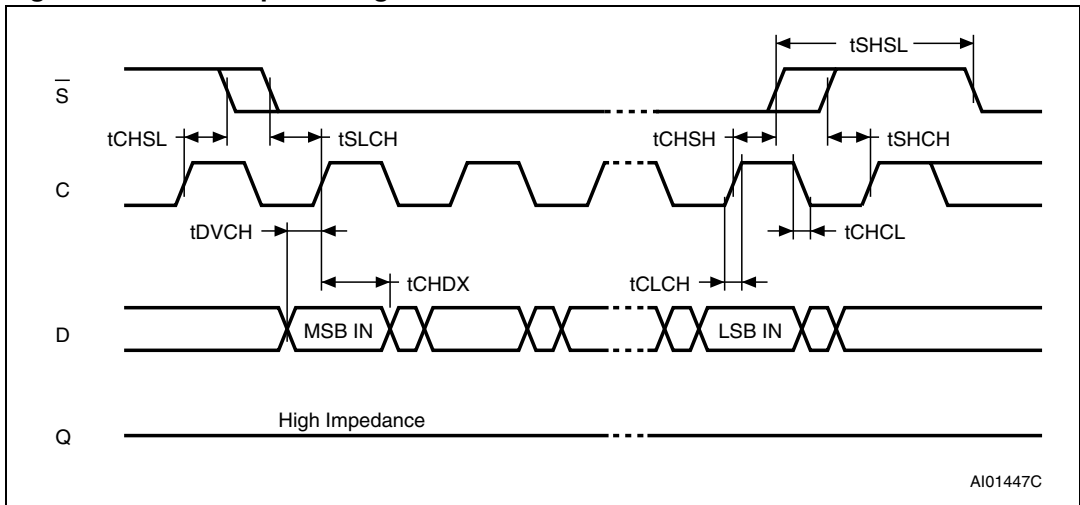 tSHSL
S
tCHSL
tSLCH
tCHSH
tSHCH
C
tDVCH
tCHCL
tCHDX
tCLCH
D
MSB IN
LSB IN
High Impedance
Q
AI01447C